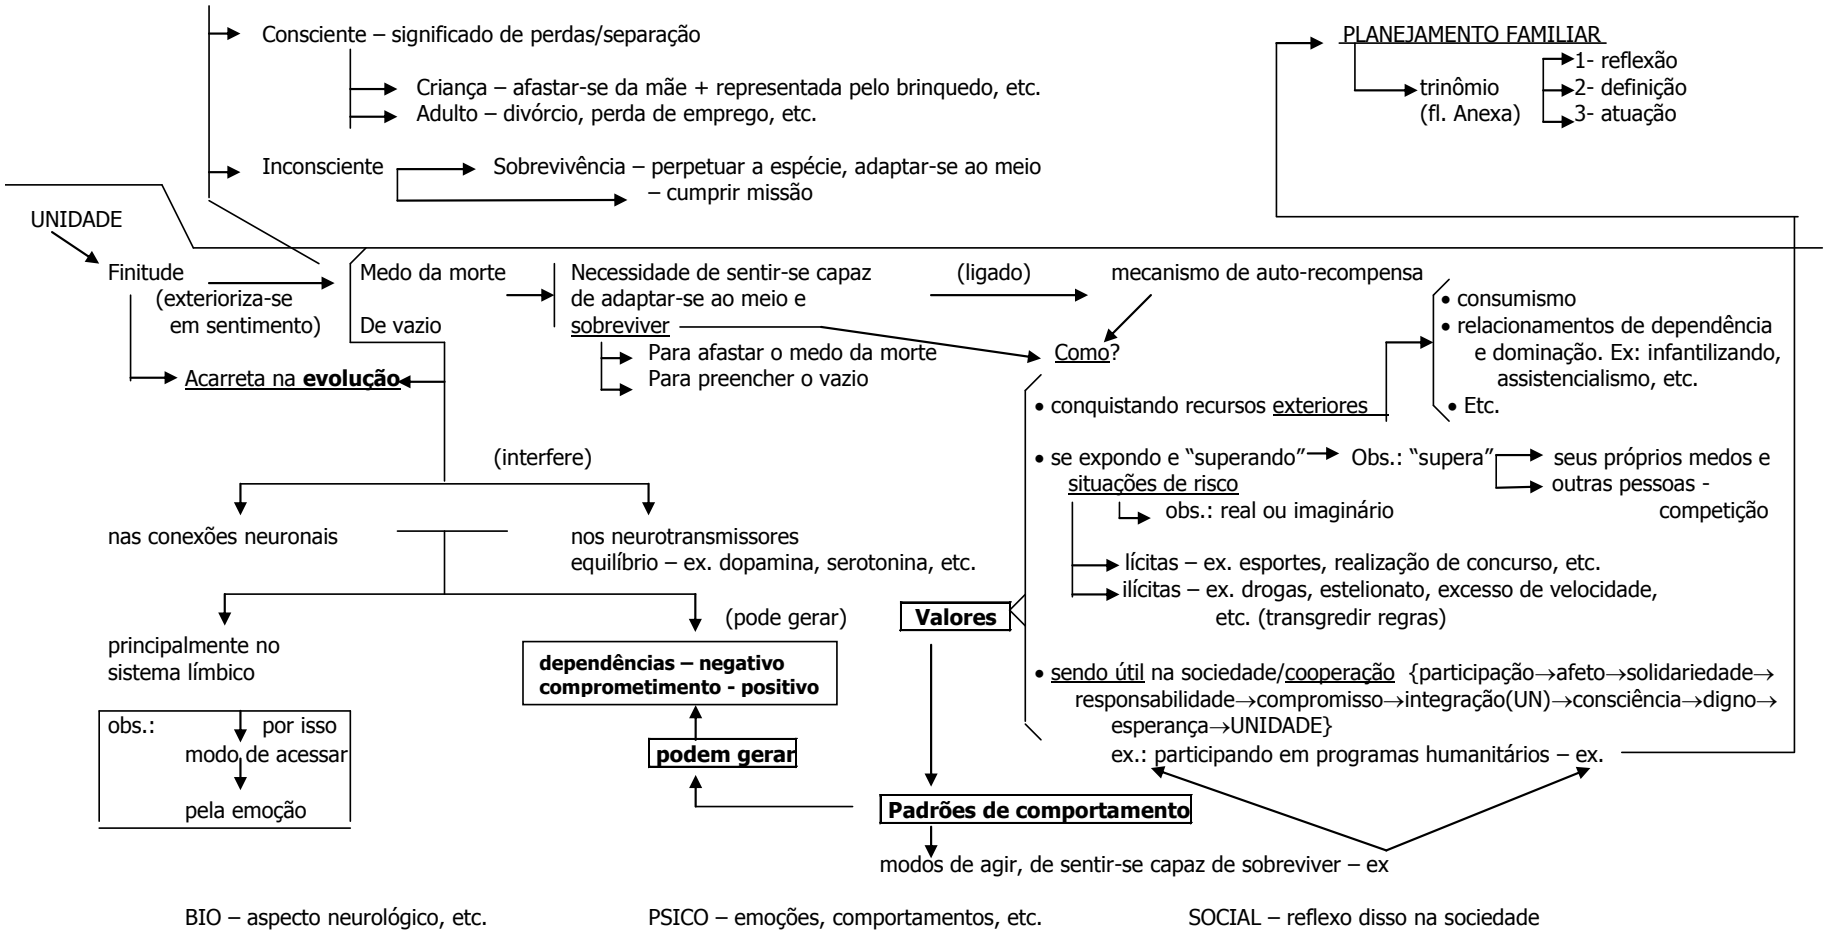 Consciente – significado de perdas/separação
Criança – afastar-se da mãe + representada pelo brinquedo, etc.
Adulto – divórcio, perda de emprego, etc.
Inconsciente
Sobrevivência – perpetuar a espécie, adaptar-se ao meio
– cumprir missão
PLANEJAMENTO FAMILIAR
trinômio
(fl. Anexa)
1- reflexão
2- definição
3- atuação
UNIDADE
Finitude
(exterioriza-se
em sentimento)
Acarreta na evolução
Medo da morte
De vazio
Necessidade de sentir-se capaz
de adaptar-se ao meio e
sobreviver
Para afastar o medo da morte
Para preencher o vazio
(ligado)
mecanismo de auto-recompensa
Como?
• conquistando recursos exteriores
• consumismo
• relacionamentos de dependência
e dominação. Ex: infantilizando,
assistencialismo, etc.
• Etc.
• se expondo e “superando”
situações de risco
Obs.: “supera”
seus próprios medos e
outras pessoas -
competição
obs.: real ou imaginário
lícitas – ex. esportes, realização de concurso, etc.
ilícitas – ex. drogas, estelionato, excesso de velocidade,
etc. (transgredir regras)
• sendo útil na sociedade/cooperação {participação→afeto→solidariedade→
responsabilidade→compromisso→integração(UN)→consciência→digno→
esperança→UNIDADE}
ex.: participando em programas humanitários – ex.
(interfere)
nas conexões neuronais
nos neurotransmissores
equilíbrio – ex. dopamina, serotonina, etc.
principalmente no
sistema límbico
(pode gerar)
dependências – negativo
comprometimento - positivo
obs.:
por isso
modo de acessar
pela emoção
podem gerar
Valores
Padrões de comportamento
modos de agir, de sentir-se capaz de sobreviver – ex
BIO – aspecto neurológico, etc.
PSICO – emoções, comportamentos, etc.
SOCIAL – reflexo disso na sociedade